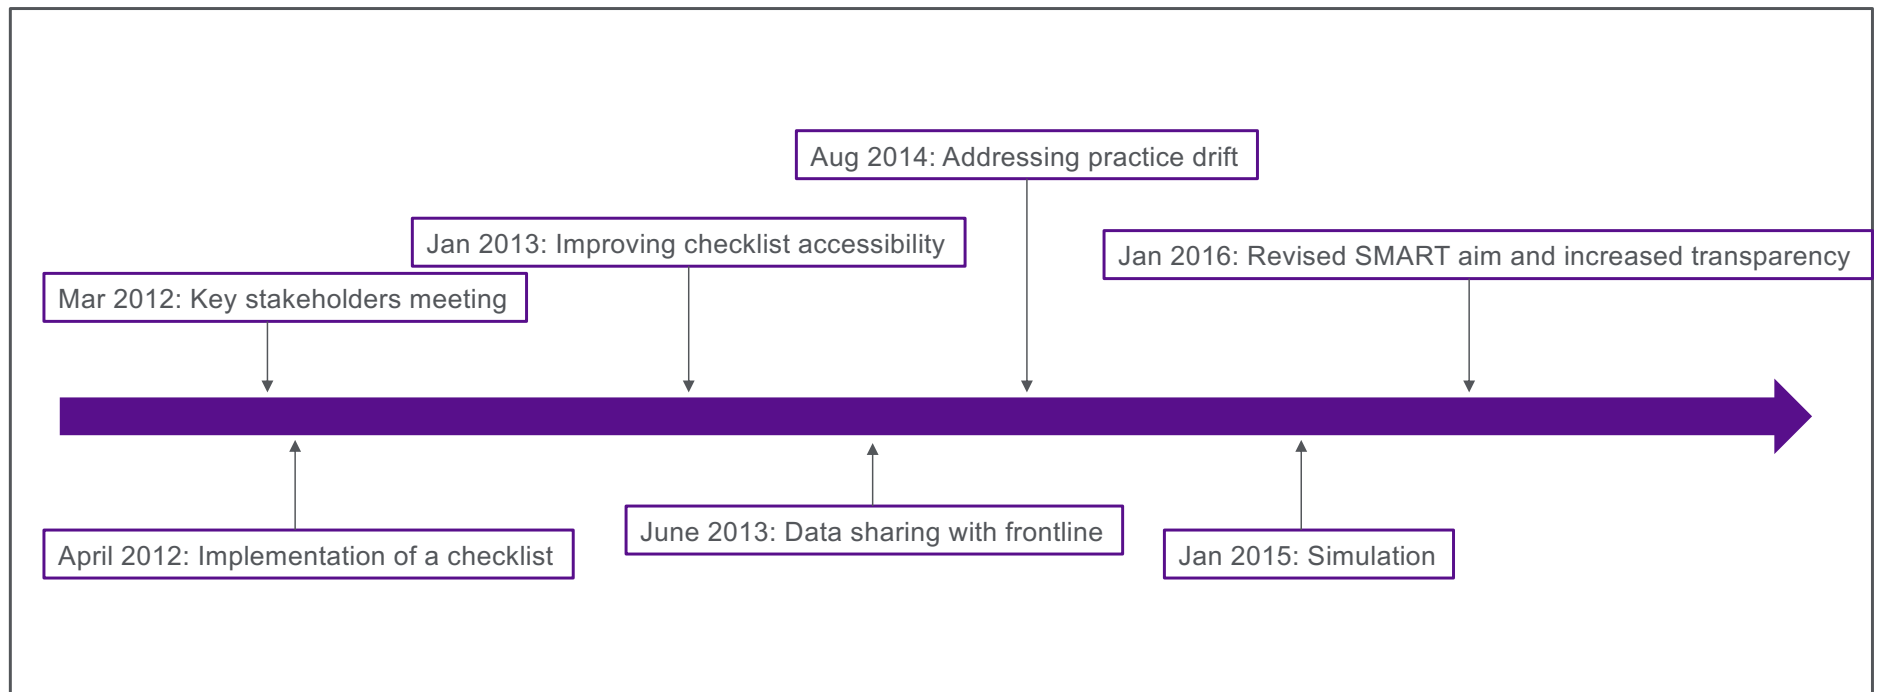 Aug 2014: Addressing practice drift
Jan 2013: Improving checklist accessibility
Jan 2016: Revised SMART aim and increased transparency
Mar 2012: Key stakeholders meeting
June 2013: Data sharing with frontline
April 2012: Implementation of a checklist
Jan 2015: Simulation